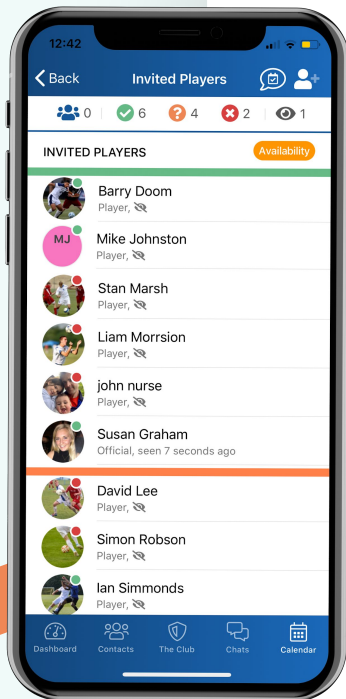 12:42
Back
Invited Players
0 6 4 2 1
INVITED PLAYERS
Availability
Barry Doom
Player,
MJ
Mike Johnston
Player,
Stan Marsh
Player,
Liam Morrsion
Player,
john nurse
Player,
Susan Graham
Official, seen 7 seconds ago
David Lee
Player,
Simon Robson
Player,
Ian Simmonds
Player,
Dashboard Contacts The Club Chats Calendar